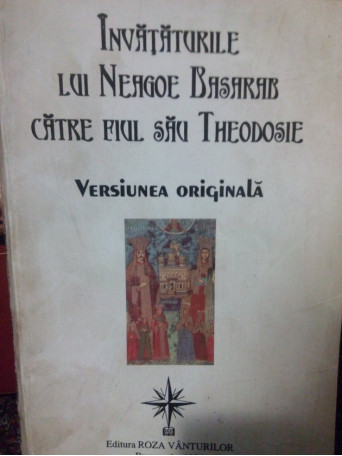 ÎNVĂȚĂTURILE
LUI NEAGOE BASARAB
CĂTRE FIUL SĂU THEODOSIE
VERSIUNEA ORIGINALĂ
Editura ROZA VÂNTURILOR